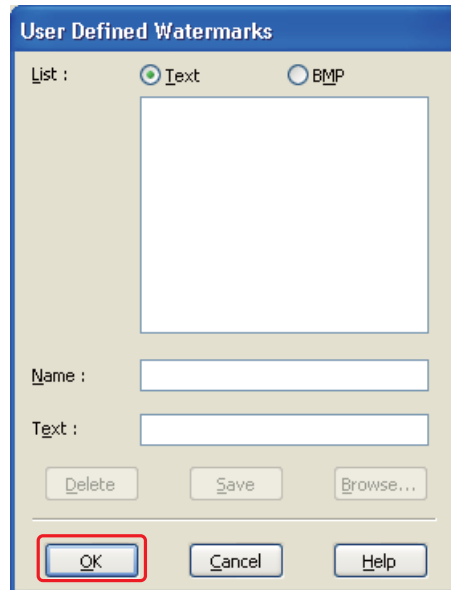 User Defined Watermarks
List : Text BMP
Name :
Text :
Delete Save Browse...
OK Cancel Help